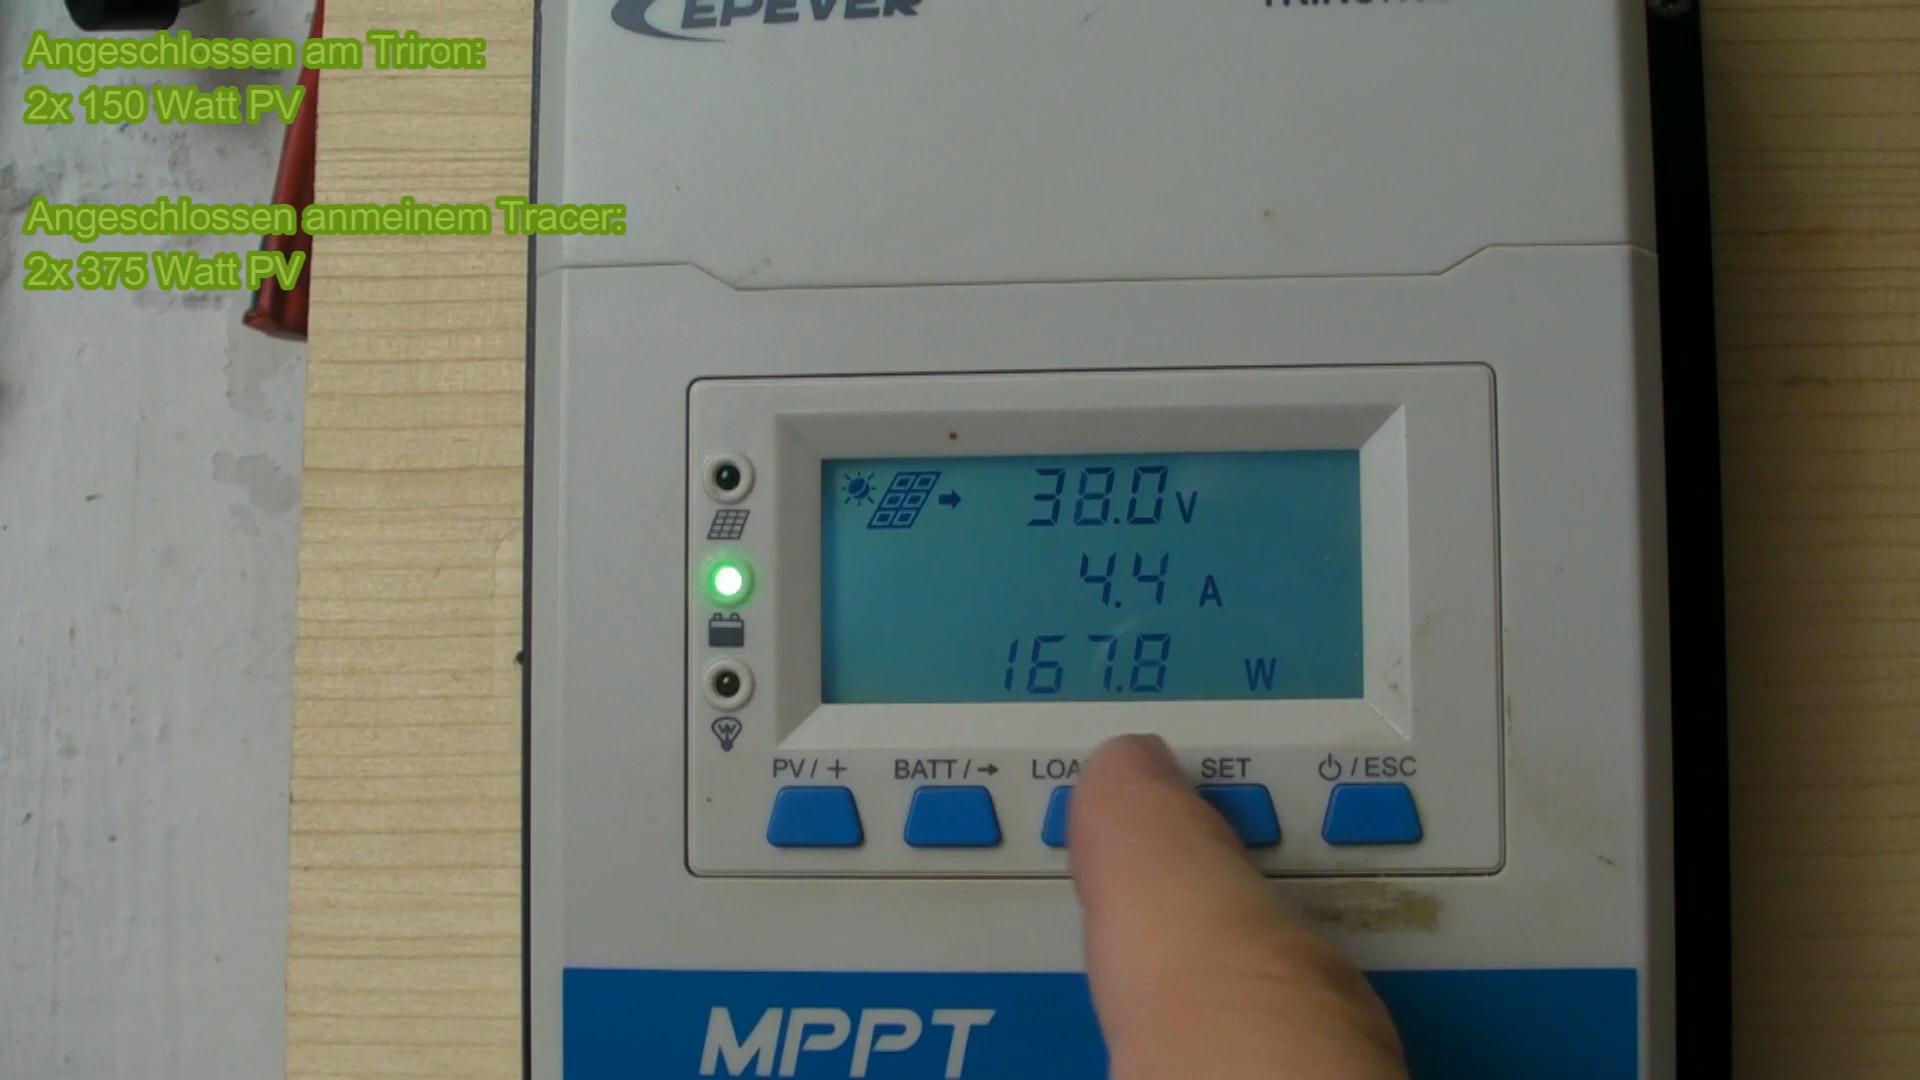 EPEVER
Angeschlossen am Triron:
2x 150 Watt PV
Angeschlossen anmeinem Tracer:
2x 375 Watt PV
38.0 V
4.4 A
167.8 W
PV / + BATT / → SET ⏻ / ESC
MPPT